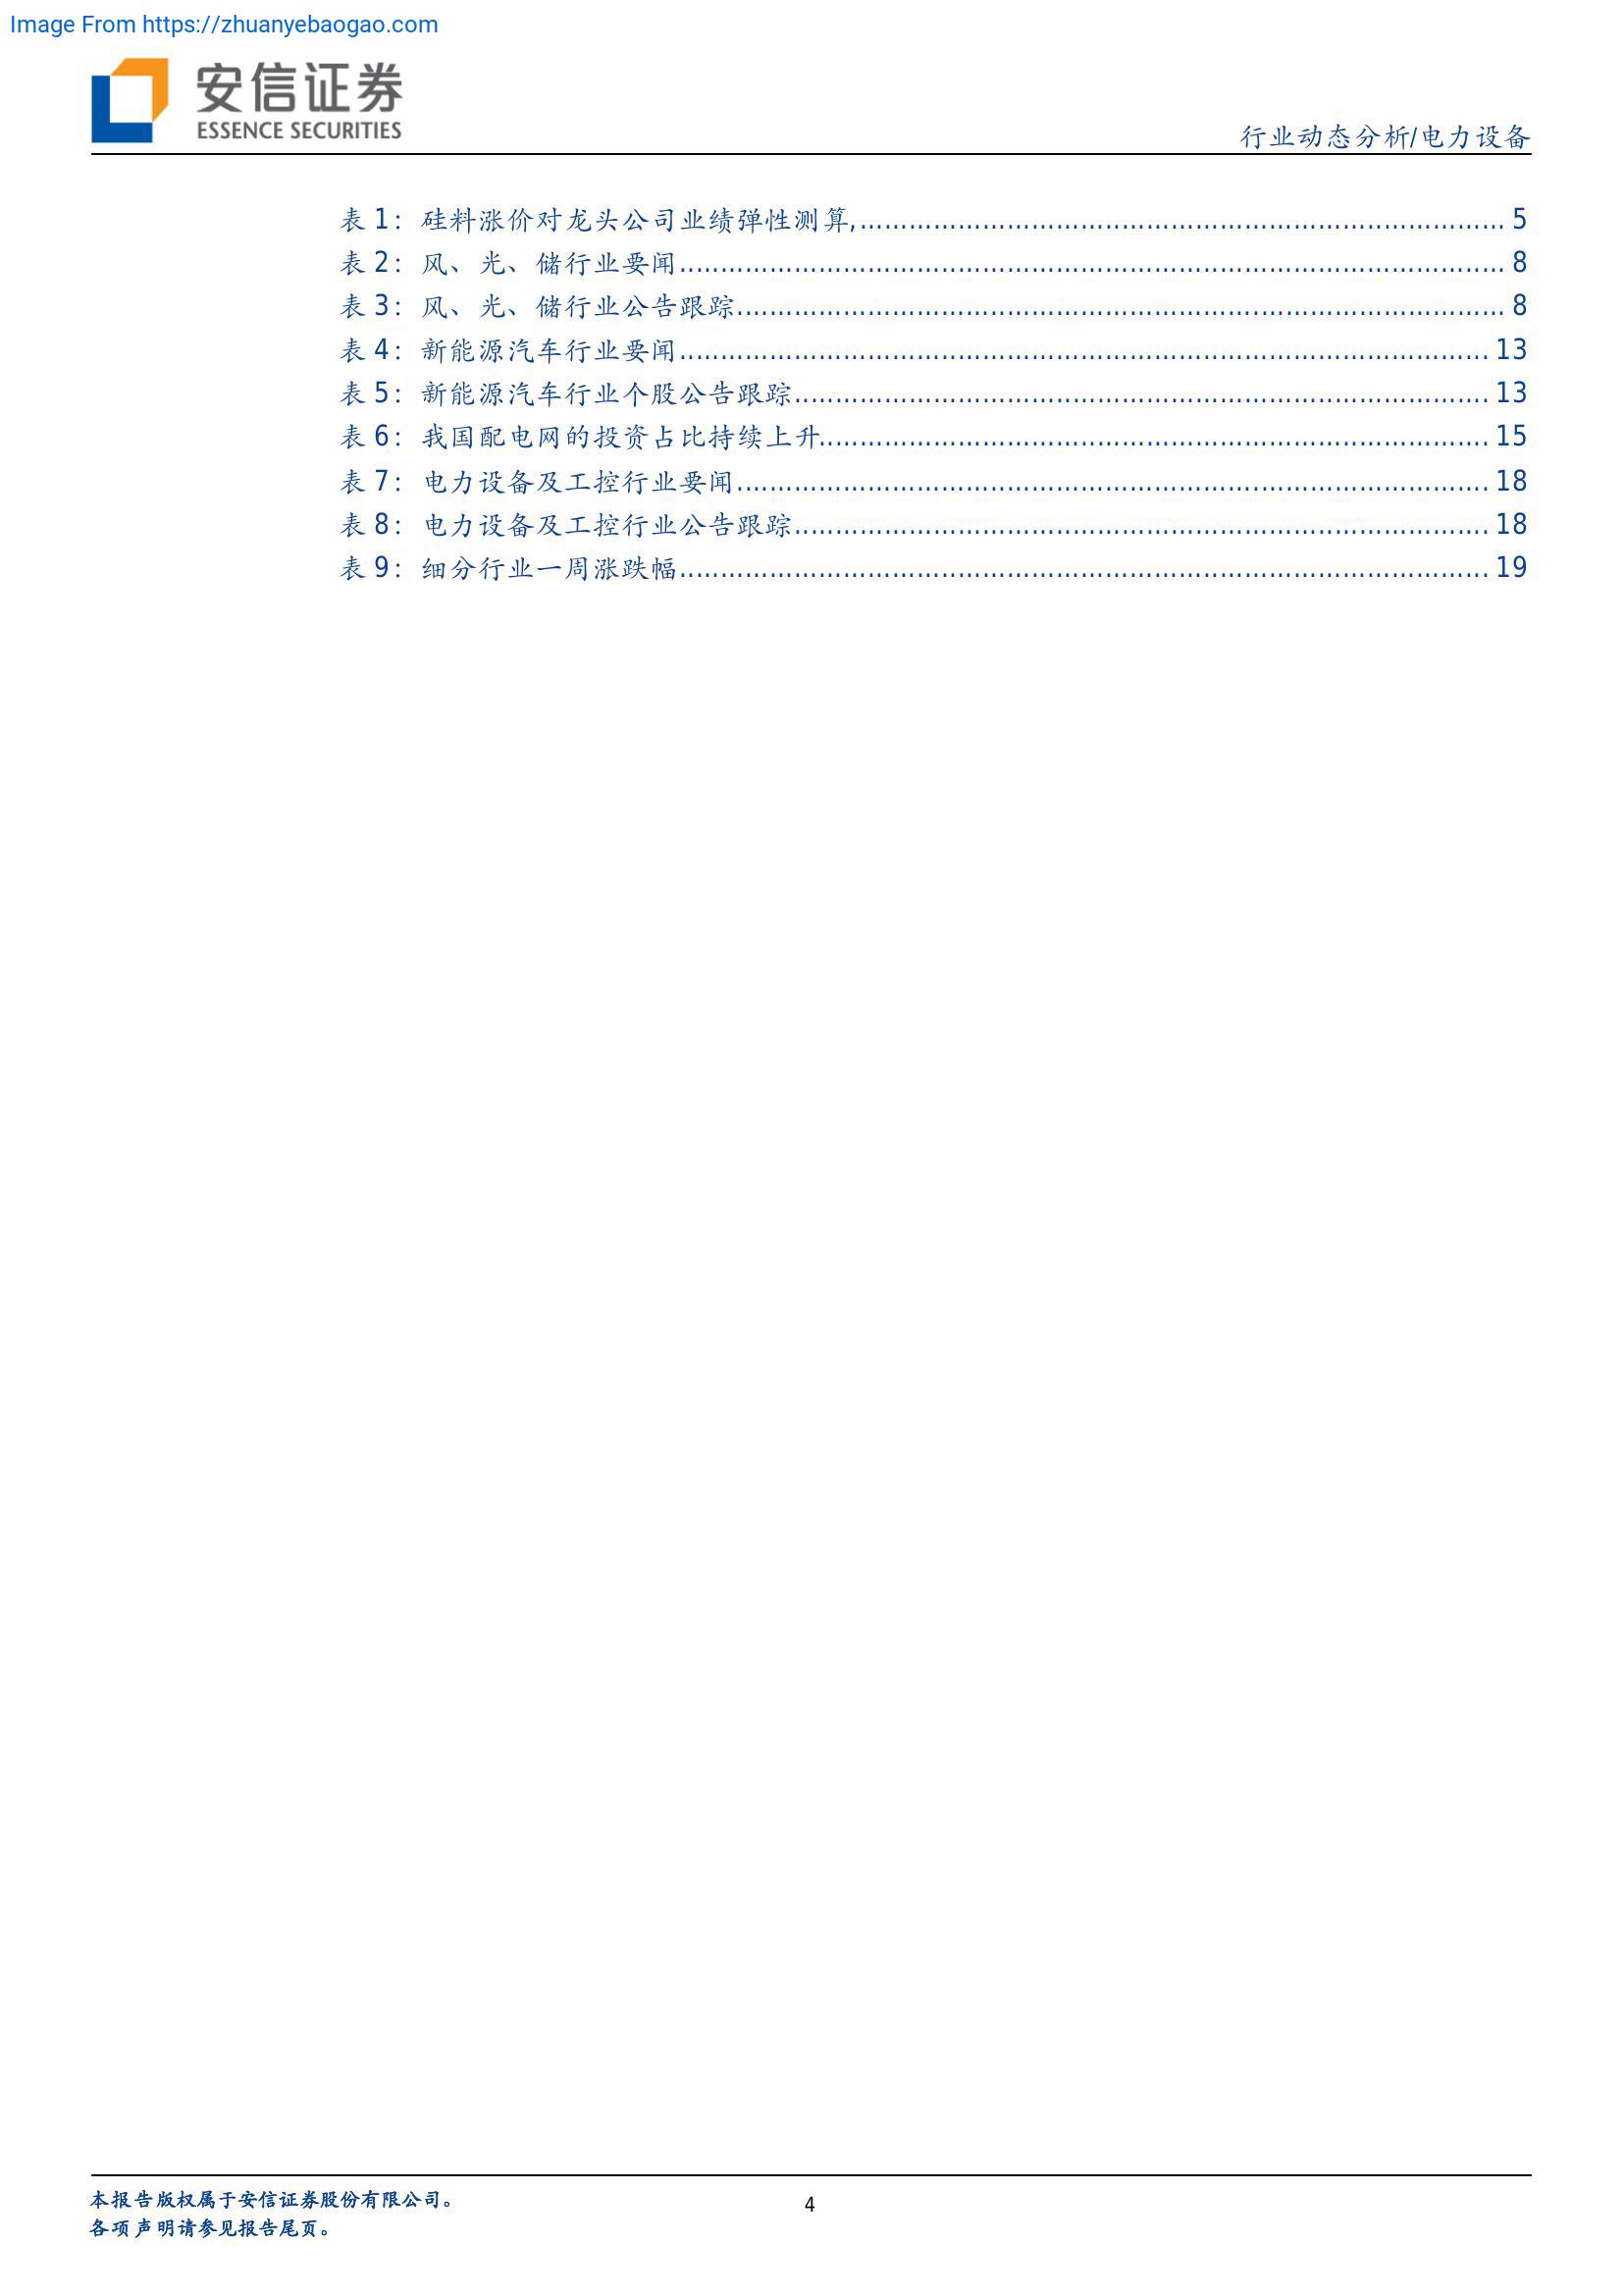 Image From https://zhuanyebaogao.com
安信证券
ESSENCE SECURITIES
行业动态分析/电力设备
表 1：硅料涨价对龙头公司业绩弹性测算,........................................ 5
表 2：风、光、储行业要闻........................................ 8
表 3：风、光、储行业公告跟踪........................................ 8
表 4：新能源汽车行业要闻........................................ 13
表 5：新能源汽车行业个股公告跟踪........................................ 13
表 6：我国配电网的投资占比持续上升........................................ 15
表 7：电力设备及工控行业要闻........................................ 18
表 8：电力设备及工控行业公告跟踪........................................ 18
表 9：细分行业一周涨跌幅........................................ 19
本报告版权属于安信证券股份有限公司。
4
各项声明请参见报告尾页。